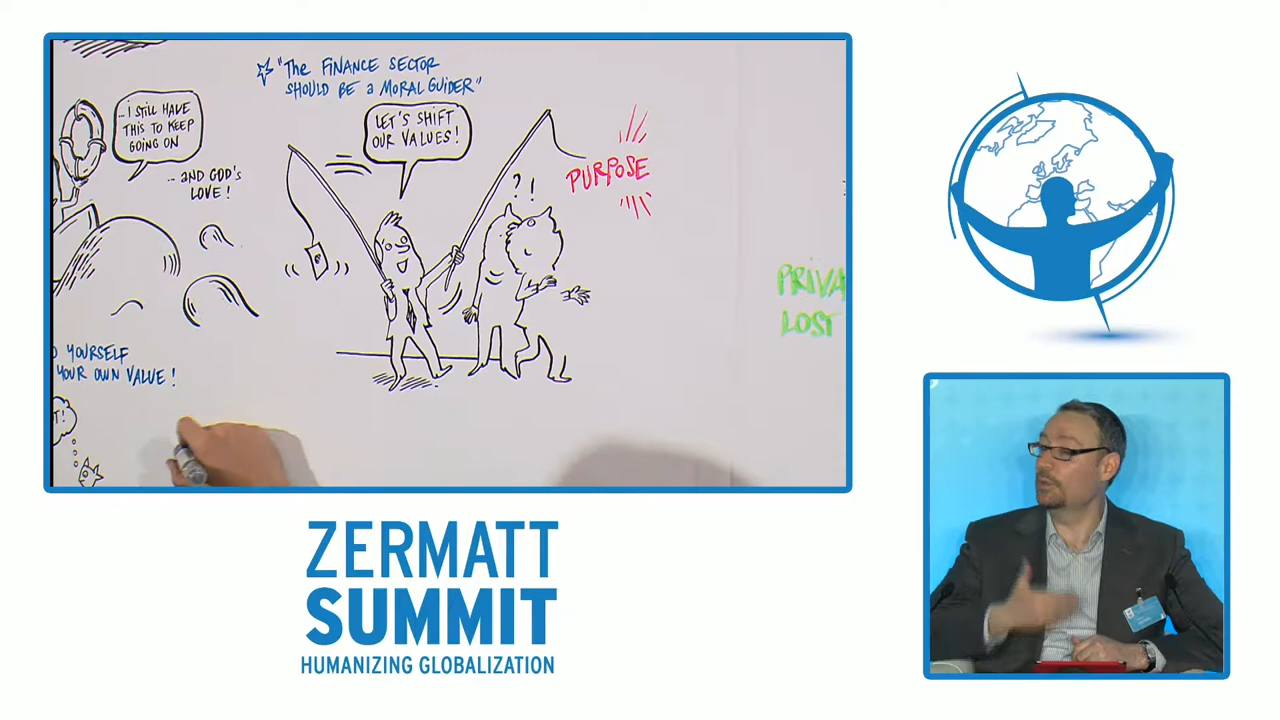 "THE FINANCE SECTOR
SHOULD BE A MORAL GUIDER"
...I STILL HAVE
THIS TO KEEP
GOING ON
... AND GOD'S
LOVE!
LET'S SHIFT
OUR VALUES!
?!
PURPOSE
PRIVA
LOST
YOURSELF
YOUR OWN VALUE!
ZERMATT
SUMMIT
HUMANIZING GLOBALIZATION